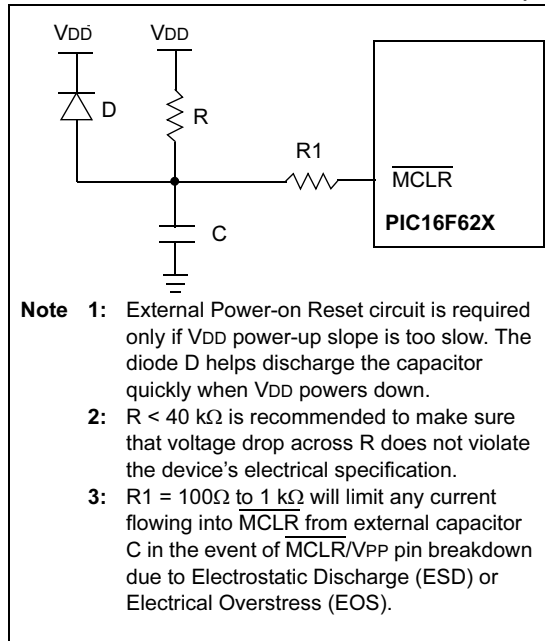 VDD VDD
D
R
R1
MCLR
PIC16F62X
C
Note 1: External Power-on Reset circuit is required
only if VDD power-up slope is too slow. The
diode D helps discharge the capacitor
quickly when VDD powers down.
2: R < 40 kΩ is recommended to make sure
that voltage drop across R does not violate
the device's electrical specification.
3: R1 = 100Ω to 1 kΩ will limit any current
flowing into MCLR from external capacitor
C in the event of MCLR/VPP pin breakdown
due to Electrostatic Discharge (ESD) or
Electrical Overstress (EOS).